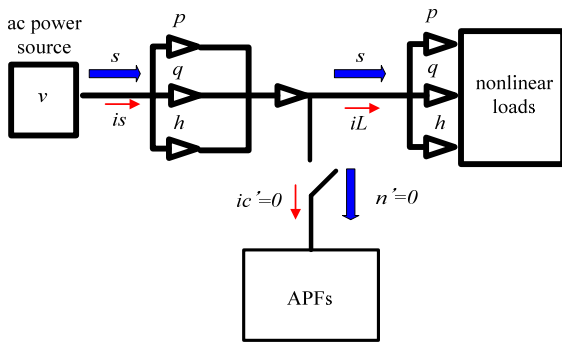 ac power
source
v
s
is
p
q
h
s
iL
p
q
h
nonlinear
loads
ic'=0
n'=0
APFs